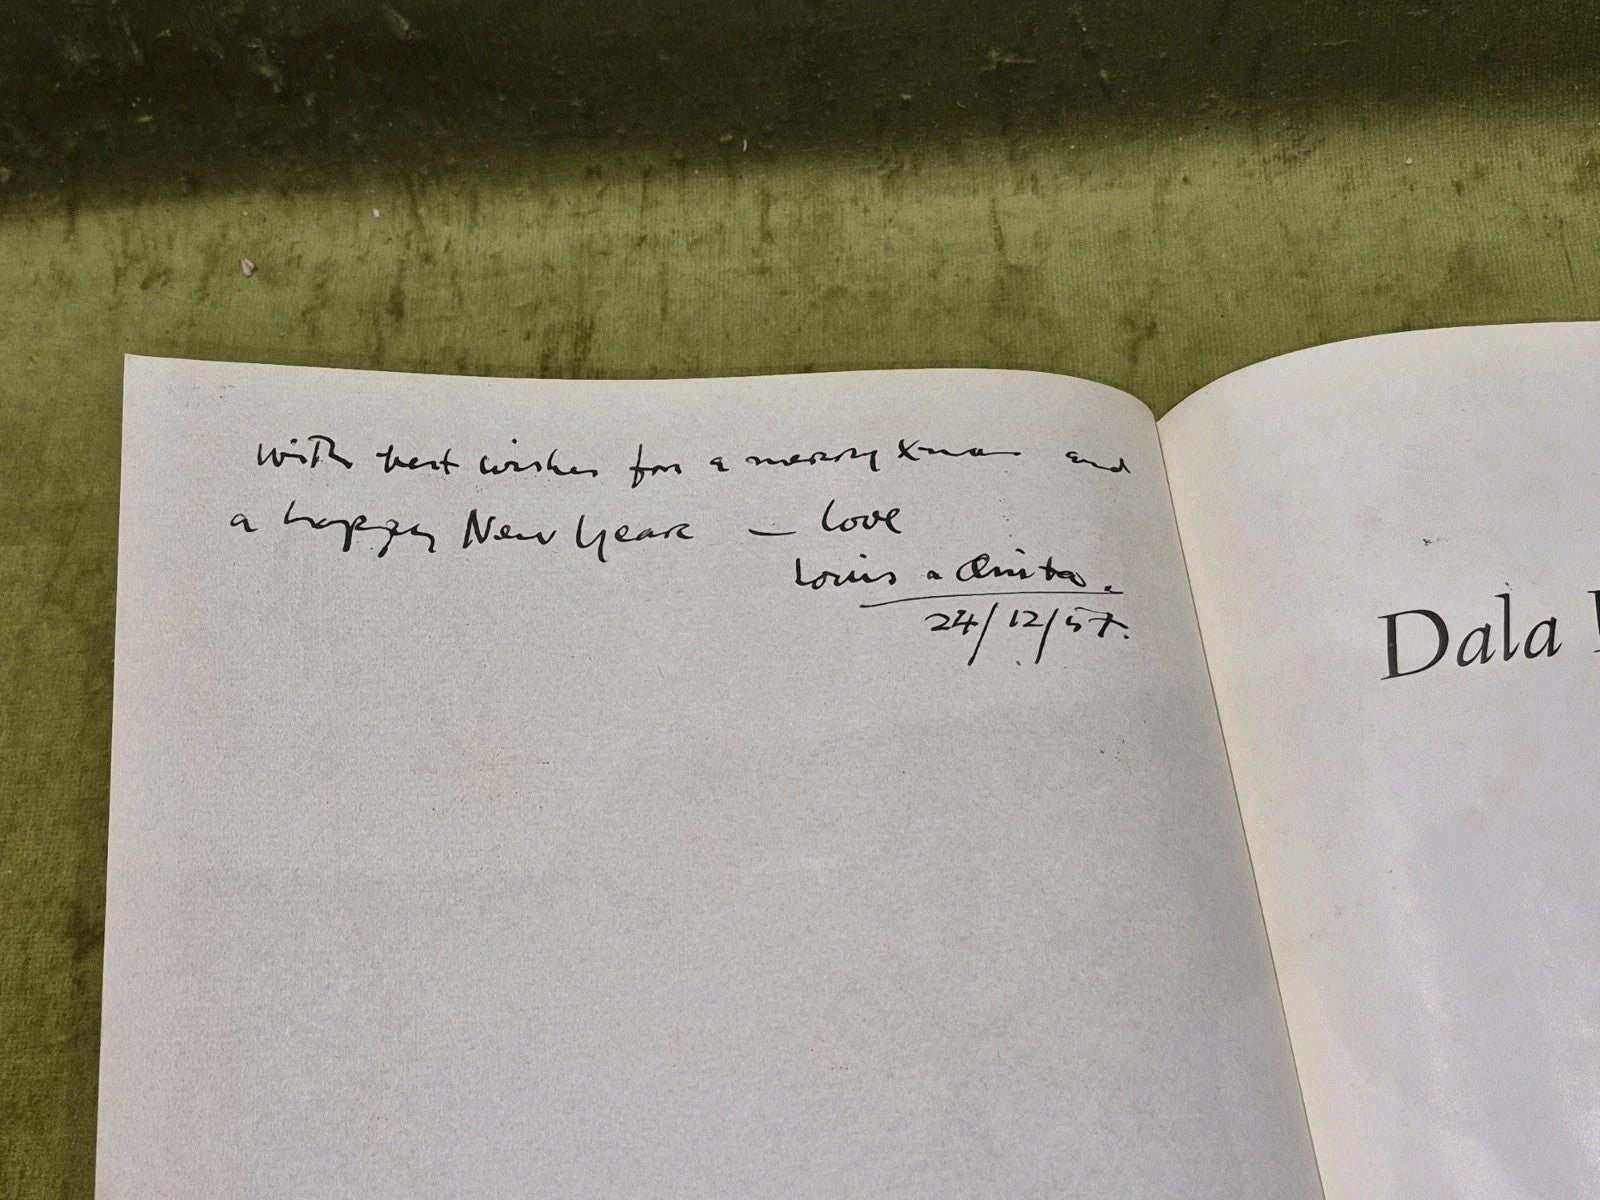 with best wishes for a merry Xmas and
a happy New Year — love
Louis & Anita.
24/12/57.
Dala